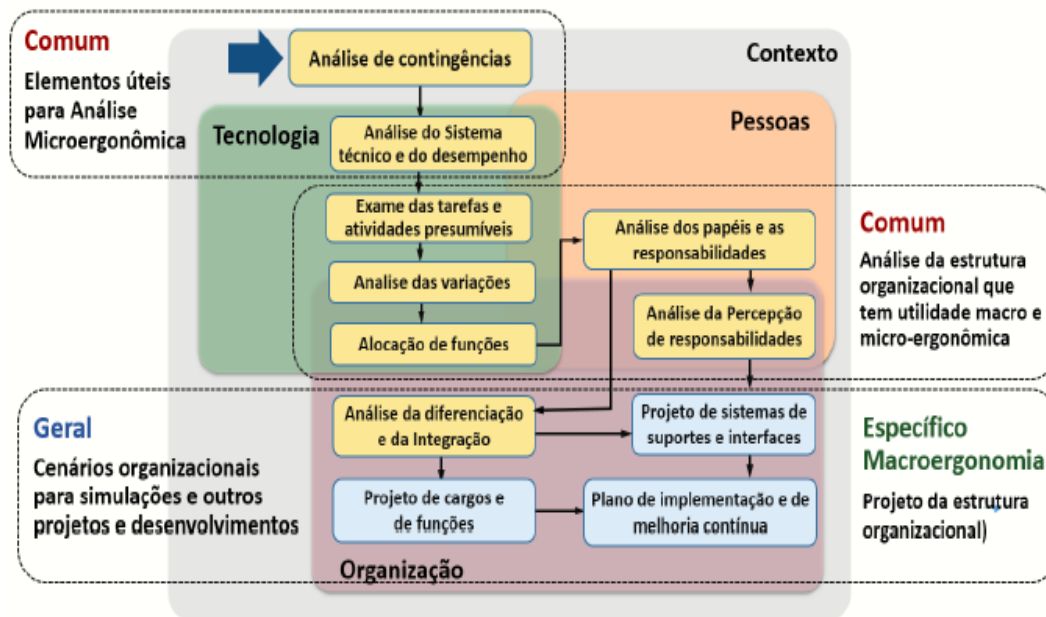 Comum
Elementos úteis
para Análise
Microergonômica
Análise de contingências
Contexto
Tecnologia
Pessoas
Análise do Sistema
técnico e do desempenho
Exame das tarefas e
atividades presumíveis
Analise das variações
Alocação de funções
Análise dos papéis e as
responsabilidades
Análise da Percepção
de responsabilidades
Comum
Análise da estrutura
organizacional que
tem utilidade macro e
micro-ergonômica
Geral
Cenários organizacionais
para simulações e outros
projetos e desenvolvimentos
Análise da diferenciação
e da Integração
Projeto de sistemas de
suportes e interfaces
Projeto de cargos e
de funções
Plano de implementação e de
melhoria contínua
Organização
Específico
Macroergonomia
Projeto da estrutura
organizacional)